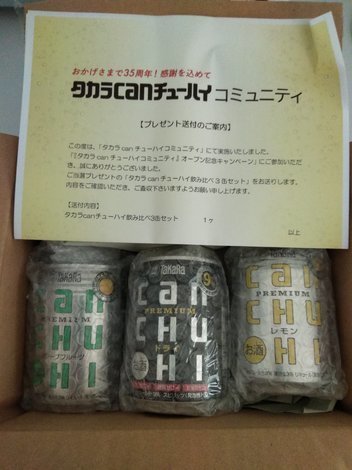 おかげさまで35周年！感謝を込めて
タカラcanチューハイコミュニティ
【プレゼント送付のご案内】
この度は、「タカラcanチューハイコミュニティ」にて実施いたしました、
「『タカラcanチューハイコミュニティ』オープン記念キャンペーン」にご参加いただ
き、誠にありがとうございました。
ご当選プレゼントの「タカラcanチューハイ飲み比べ3缶セット」をお送りします。
内容をご確認いただき、ご査収下さいますようお願い申し上げます。
【送付内容】
タカラcanチューハイ飲み比べ3缶セット 1ヶ
以上
TaKaRa
can
PREMIUM
CHU
HI
TaKaRa
9%
can
PREMIUM
CHU
ドライ
HI
お酒
TaKaRa
can
PREMIUM
CHU
レモン
HI
お酒